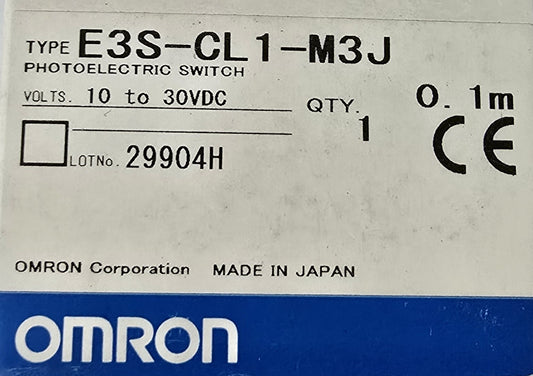 TYPE E3S-CL1-M3J
PHOTOELECTRIC SWITCH
VOLTS. 10 to 30VDC QTY. 1 0.1m
LOTNo. 29904H CE
OMRON Corporation MADE IN JAPAN
OMRON